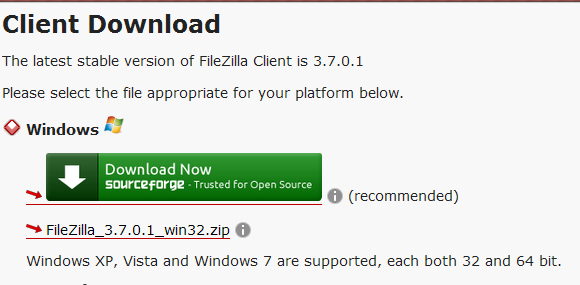 Client Download
The latest stable version of FileZilla Client is 3.7.0.1
Please select the file appropriate for your platform below.
Windows
Download Now
sourceforge - Trusted for Open Source
(recommended)
FileZilla_3.7.0.1_win32.zip
Windows XP, Vista and Windows 7 are supported, each both 32 and 64 bit.